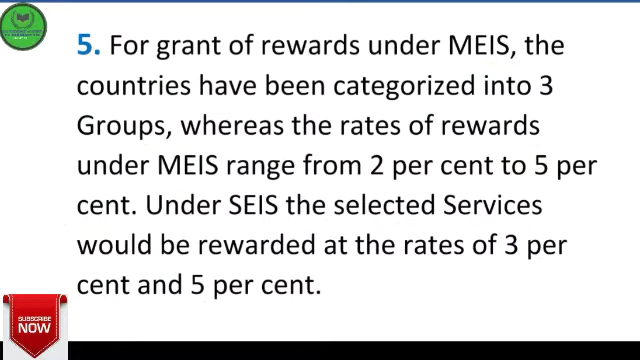 5. For grant of rewards under MEIS, the
countries have been categorized into 3
Groups, whereas the rates of rewards
under MEIS range from 2 per cent to 5 per
cent. Under SEIS the selected Services
would be rewarded at the rates of 3 per
cent and 5 per cent.
SUBSCRIBE
NOW